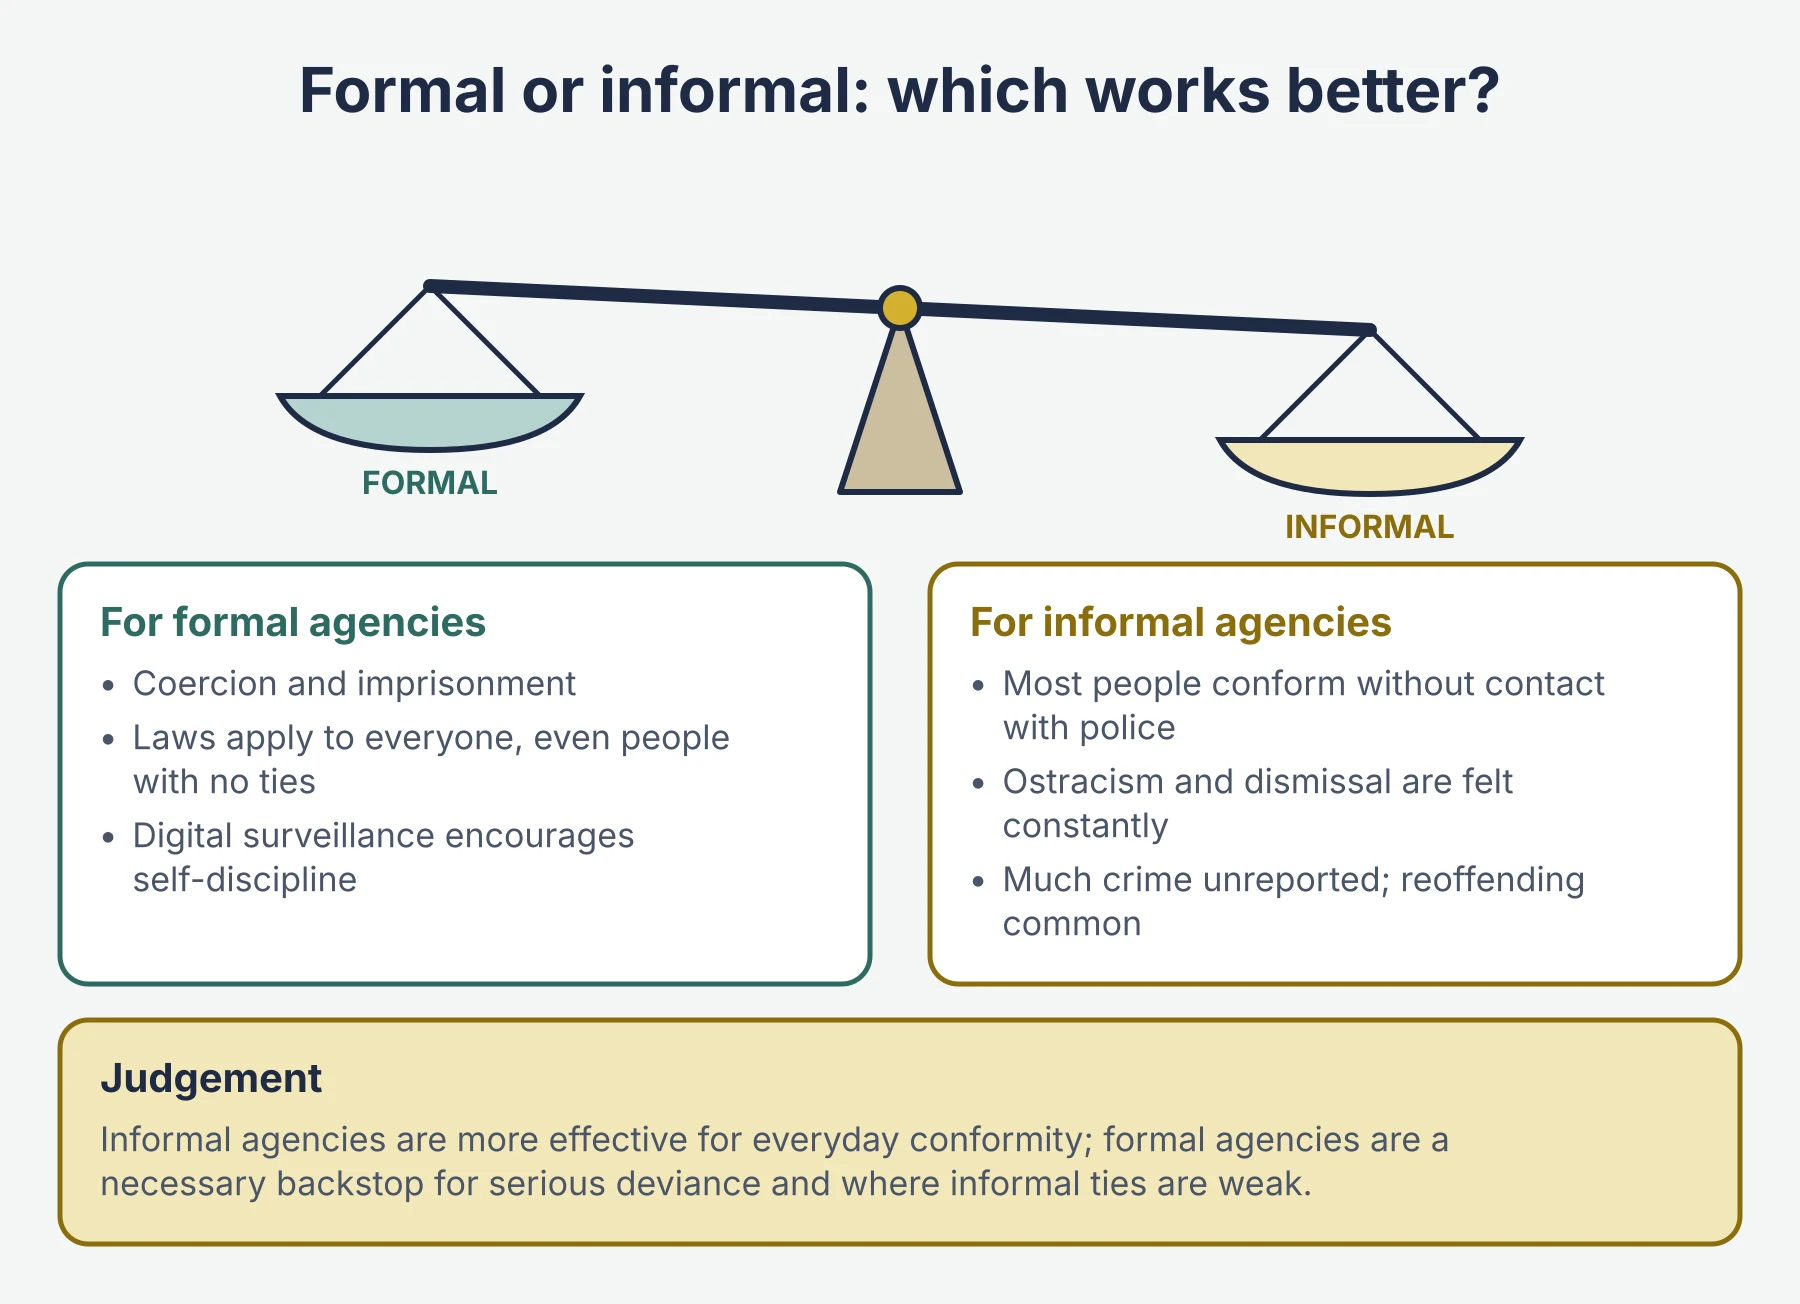 Formal or informal: which works better?
FORMAL
INFORMAL
For formal agencies
• Coercion and imprisonment
• Laws apply to everyone, even people
with no ties
• Digital surveillance encourages
self-discipline
For informal agencies
• Most people conform without contact
with police
• Ostracism and dismissal are felt
constantly
• Much crime unreported; reoffending
common
Judgement
Informal agencies are more effective for everyday conformity; formal agencies are a
necessary backstop for serious deviance and where informal ties are weak.